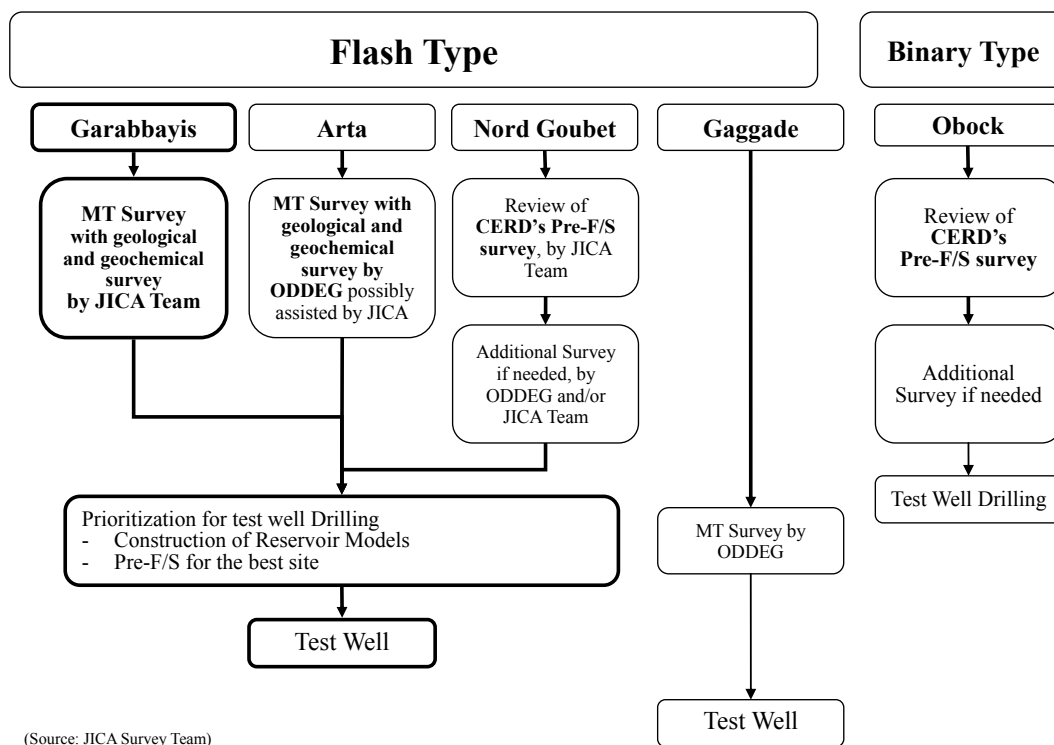 Flash Type
Binary Type
Garabbayis
Arta
Nord Goubet
Gaggade
Obock
MT Survey
with geological
and geochemical
survey
by JICA Team
MT Survey with
geological and
geochemical
survey by
ODDEG possibly
assisted by JICA
Review of
CERD’s Pre-F/S
survey, by JICA
Team
Review of
CERD’s
Pre-F/S survey
Additional Survey
if needed, by
ODDEG and/or
JICA Team
Additional
Survey if needed
Test Well Drilling
Prioritization for test well Drilling
- Construction of Reservoir Models
- Pre-F/S for the best site
MT Survey by
ODDEG
Test Well
Test Well
(Source: JICA Survey Team)